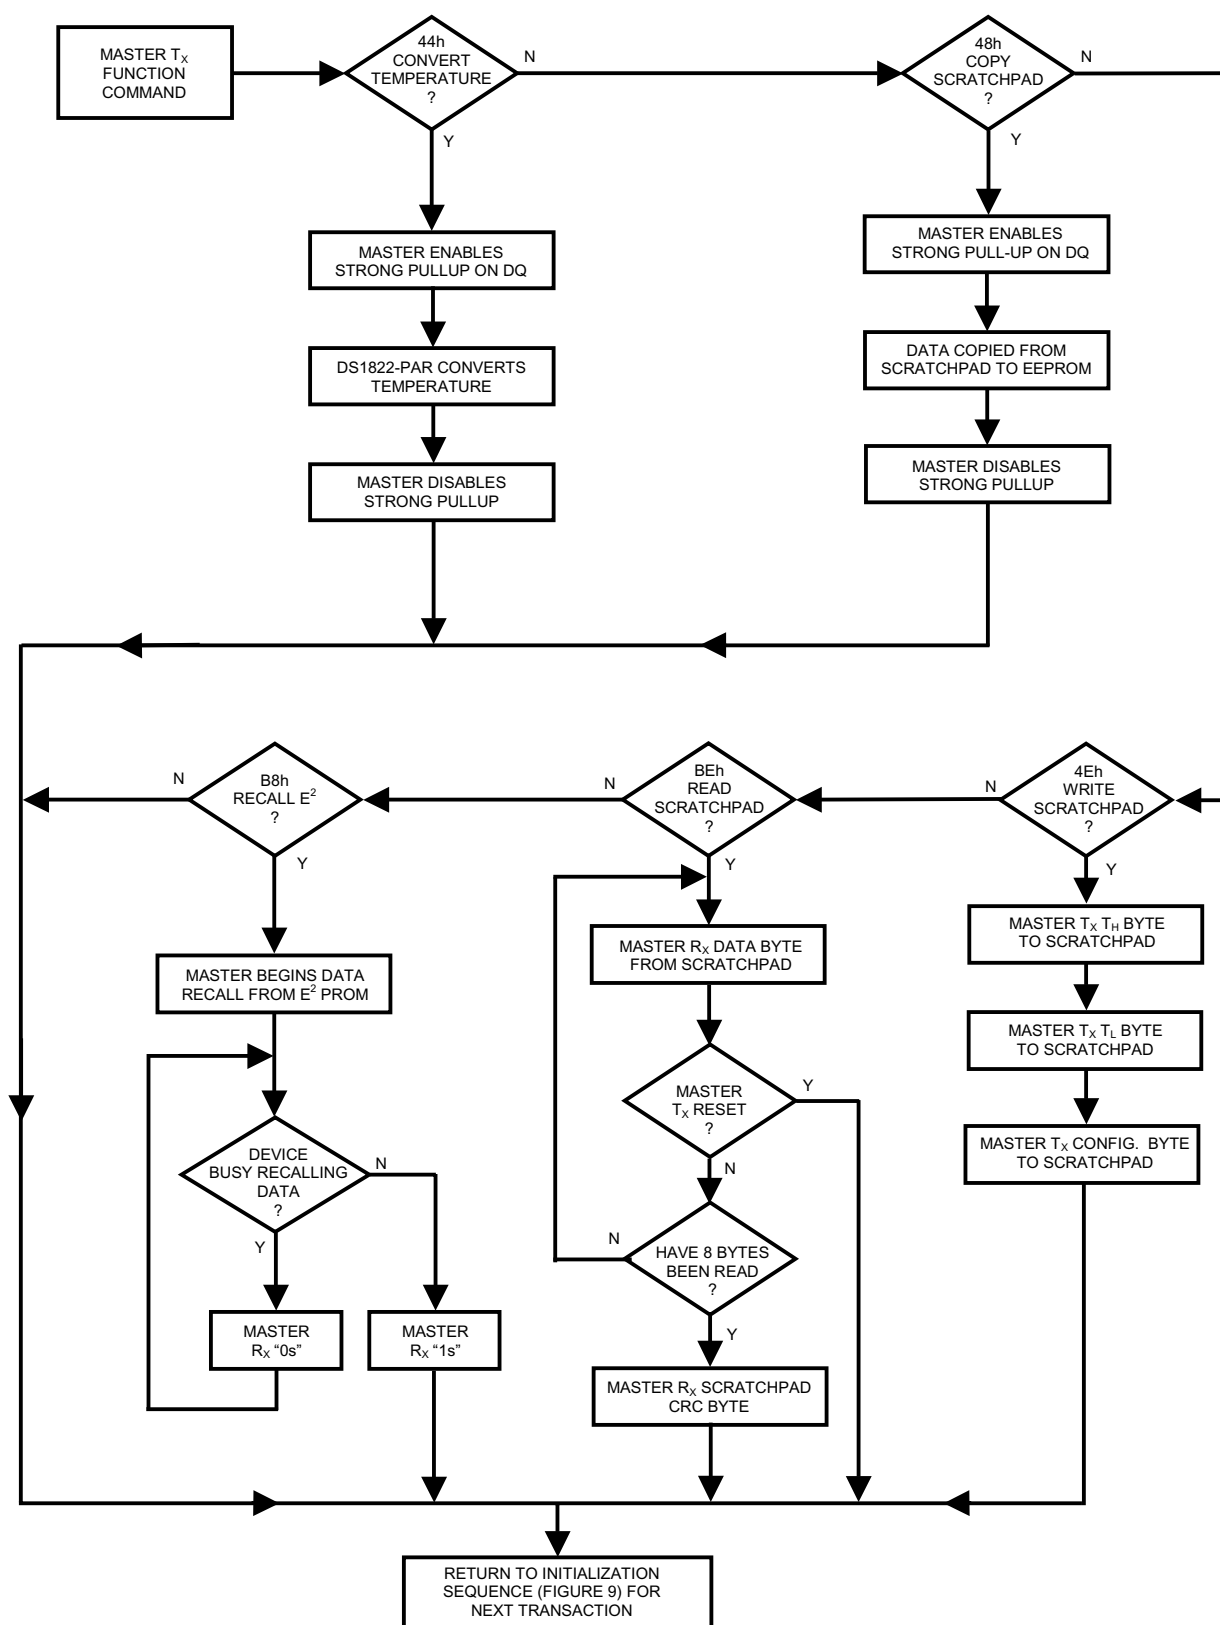 MASTER TX
FUNCTION
COMMAND
44h
CONVERT
TEMPERATURE
?
N
Y
48h
COPY
SCRATCHPAD
?
N
Y
MASTER ENABLES
STRONG PULLUP ON DQ
MASTER ENABLES
STRONG PULL-UP ON DQ
DS1822-PAR CONVERTS
TEMPERATURE
DATA COPIED FROM
SCRATCHPAD TO EEPROM
MASTER DISABLES
STRONG PULLUP
MASTER DISABLES
STRONG PULLUP
N
B8h
RECALL E2
?
Y
N
BEh
READ
SCRATCHPAD
?
Y
N
4Eh
WRITE
SCRATCHPAD
?
Y
MASTER BEGINS DATA
RECALL FROM E2 PROM
MASTER RX DATA BYTE
FROM SCRATCHPAD
MASTER TX TH BYTE
TO SCRATCHPAD
MASTER TX TL BYTE
TO SCRATCHPAD
MASTER TX CONFIG. BYTE
TO SCRATCHPAD
MASTER
TX RESET
?
Y
N
DEVICE
BUSY RECALLING
DATA
?
N
Y
N
HAVE 8 BYTES
BEEN READ
?
Y
MASTER
RX “0s”
MASTER
RX “1s”
MASTER RX SCRATCHPAD
CRC BYTE
RETURN TO INITIALIZATION
SEQUENCE (FIGURE 9) FOR
NEXT TRANSACTION